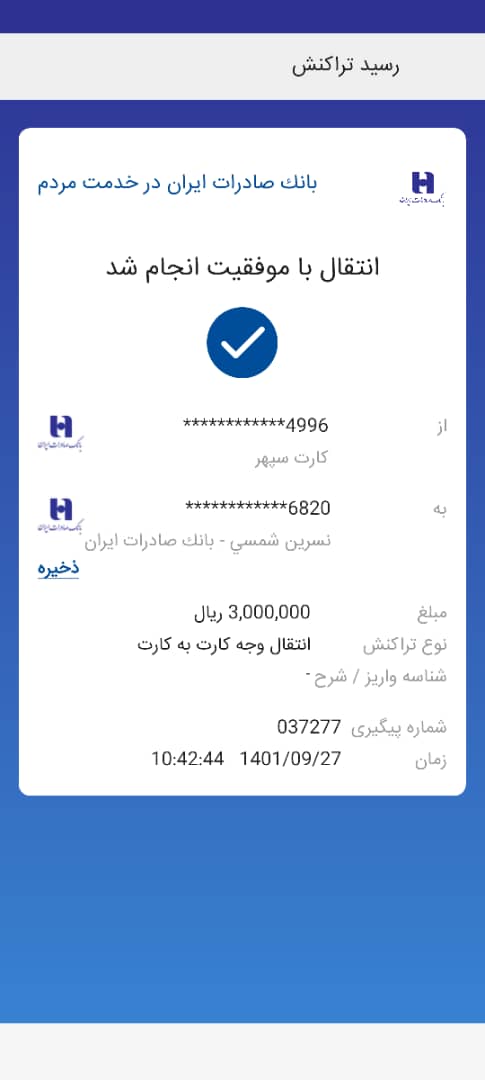 رسید تراکنش
بانك صادرات ایران در خدمت مردم
بانک صادرات ایران
انتقال با موفقیت انجام شد
از ************4996
کارت سپهر
بانک صادرات ایران
به ************6820
نسرین شمسي - بانك صادرات ایران
بانک صادرات ایران
ذخیره
مبلغ 3,000,000 ریال
نوع تراکنش انتقال وجه کارت به کارت
شناسه واریز / شرح -
شماره پیگیری 037277
زمان 1401/09/27 10:42:44